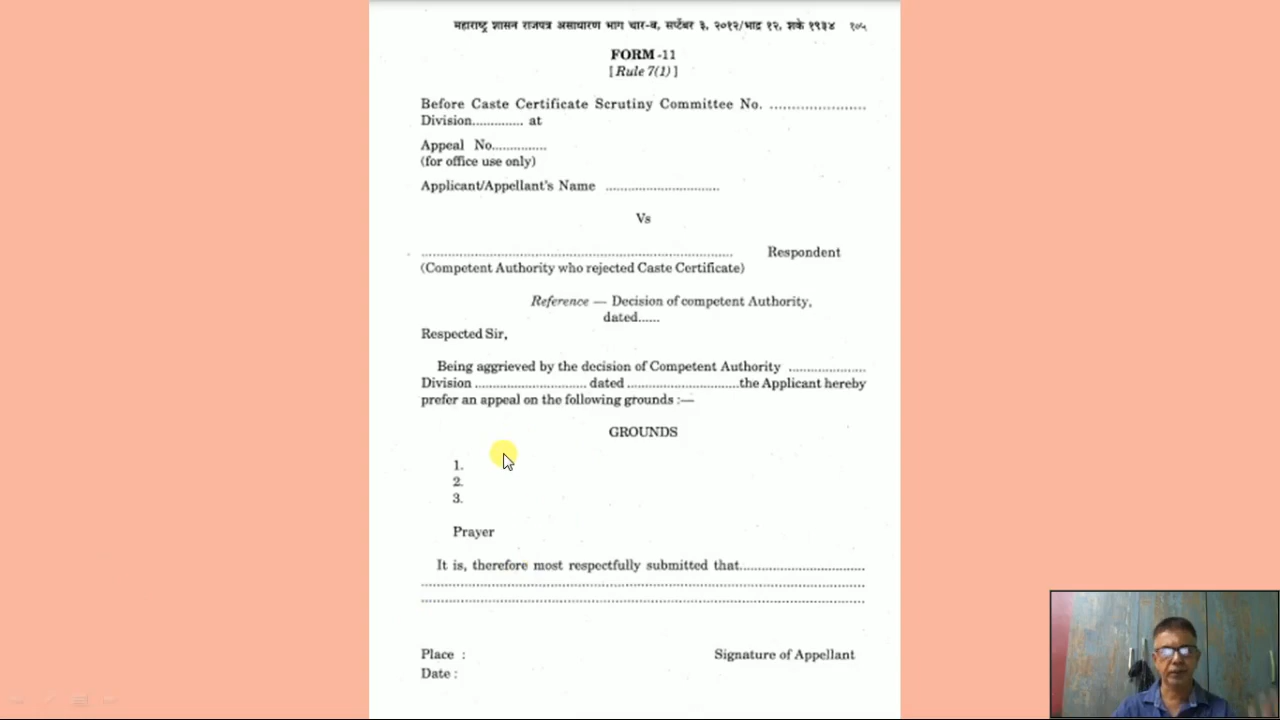 महाराष्ट्र शासन राजपत्र असाधारण भाग चार-ब, सप्टेंबर ३, २०१२/भाद्र १२, शके १९३४ १०५
FORM -11
[ Rule 7(1) ]
Before Caste Certificate Scrutiny Committee No. ......................
Division............. at
Appeal No..............
(for office use only)
Applicant/Appellant's Name .............................
Vs
................................................................................ Respondent
(Competent Authority who rejected Caste Certificate)
Reference — Decision of competent Authority,
dated......
Respected Sir,
Being aggrieved by the decision of Competent Authority ...................
Division ............................. dated .............................the Applicant hereby
prefer an appeal on the following grounds :—
GROUNDS
1.
2.
3.
Prayer
It is, therefore most respectfully submitted that................................
..................................................................................................................
..................................................................................................................
Place : Signature of Appellant
Date :